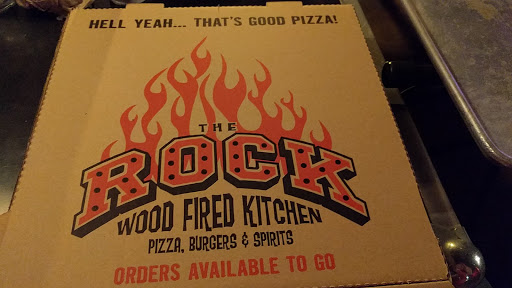 HELL YEAH... THAT'S GOOD PIZZA!
THE
ROCK
WOOD FIRED KITCHEN
PIZZA, BURGERS & SPIRITS
ORDERS AVAILABLE TO GO